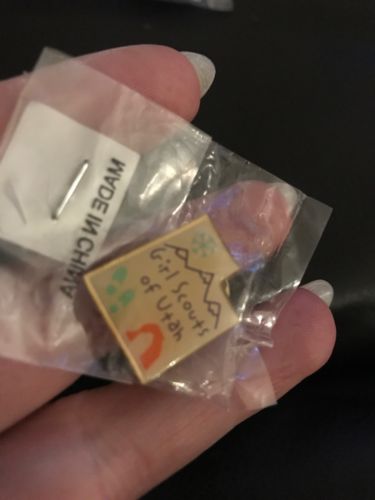 MADE IN CHINA
Girl Scouts
of Utah